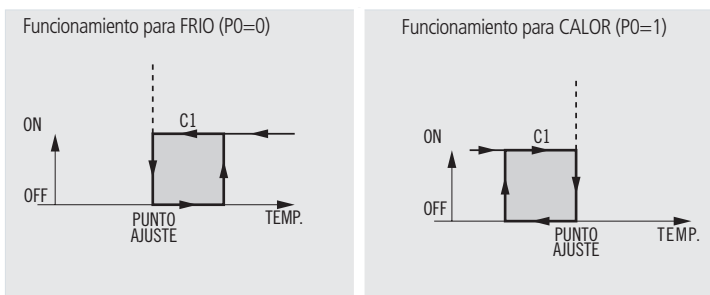 Funcionamiento para FRIO (P0=0)
ON
C1
OFF
PUNTO
AJUSTE
TEMP.
Funcionamiento para CALOR (P0=1)
ON
C1
OFF
PUNTO
AJUSTE
TEMP.